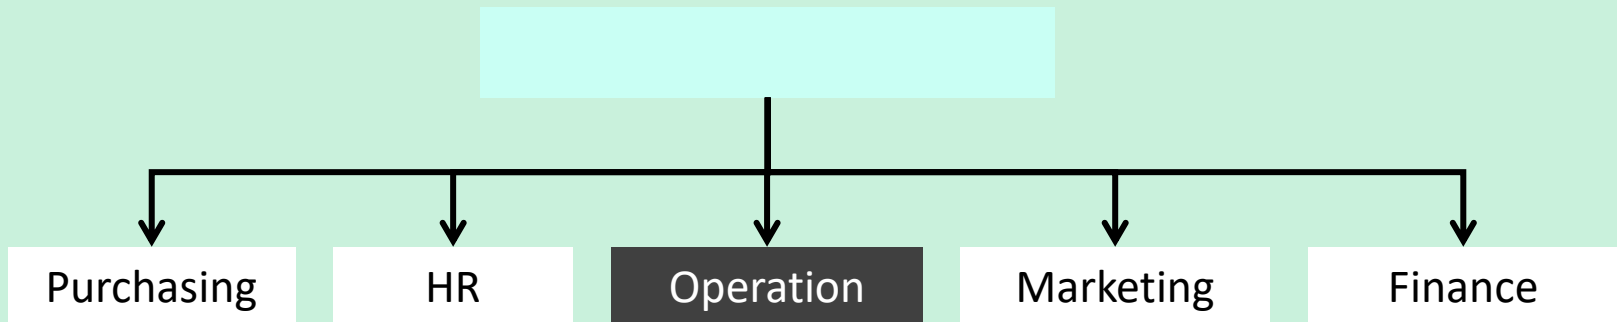 Purchasing
HR
Operation
Marketing
Finance